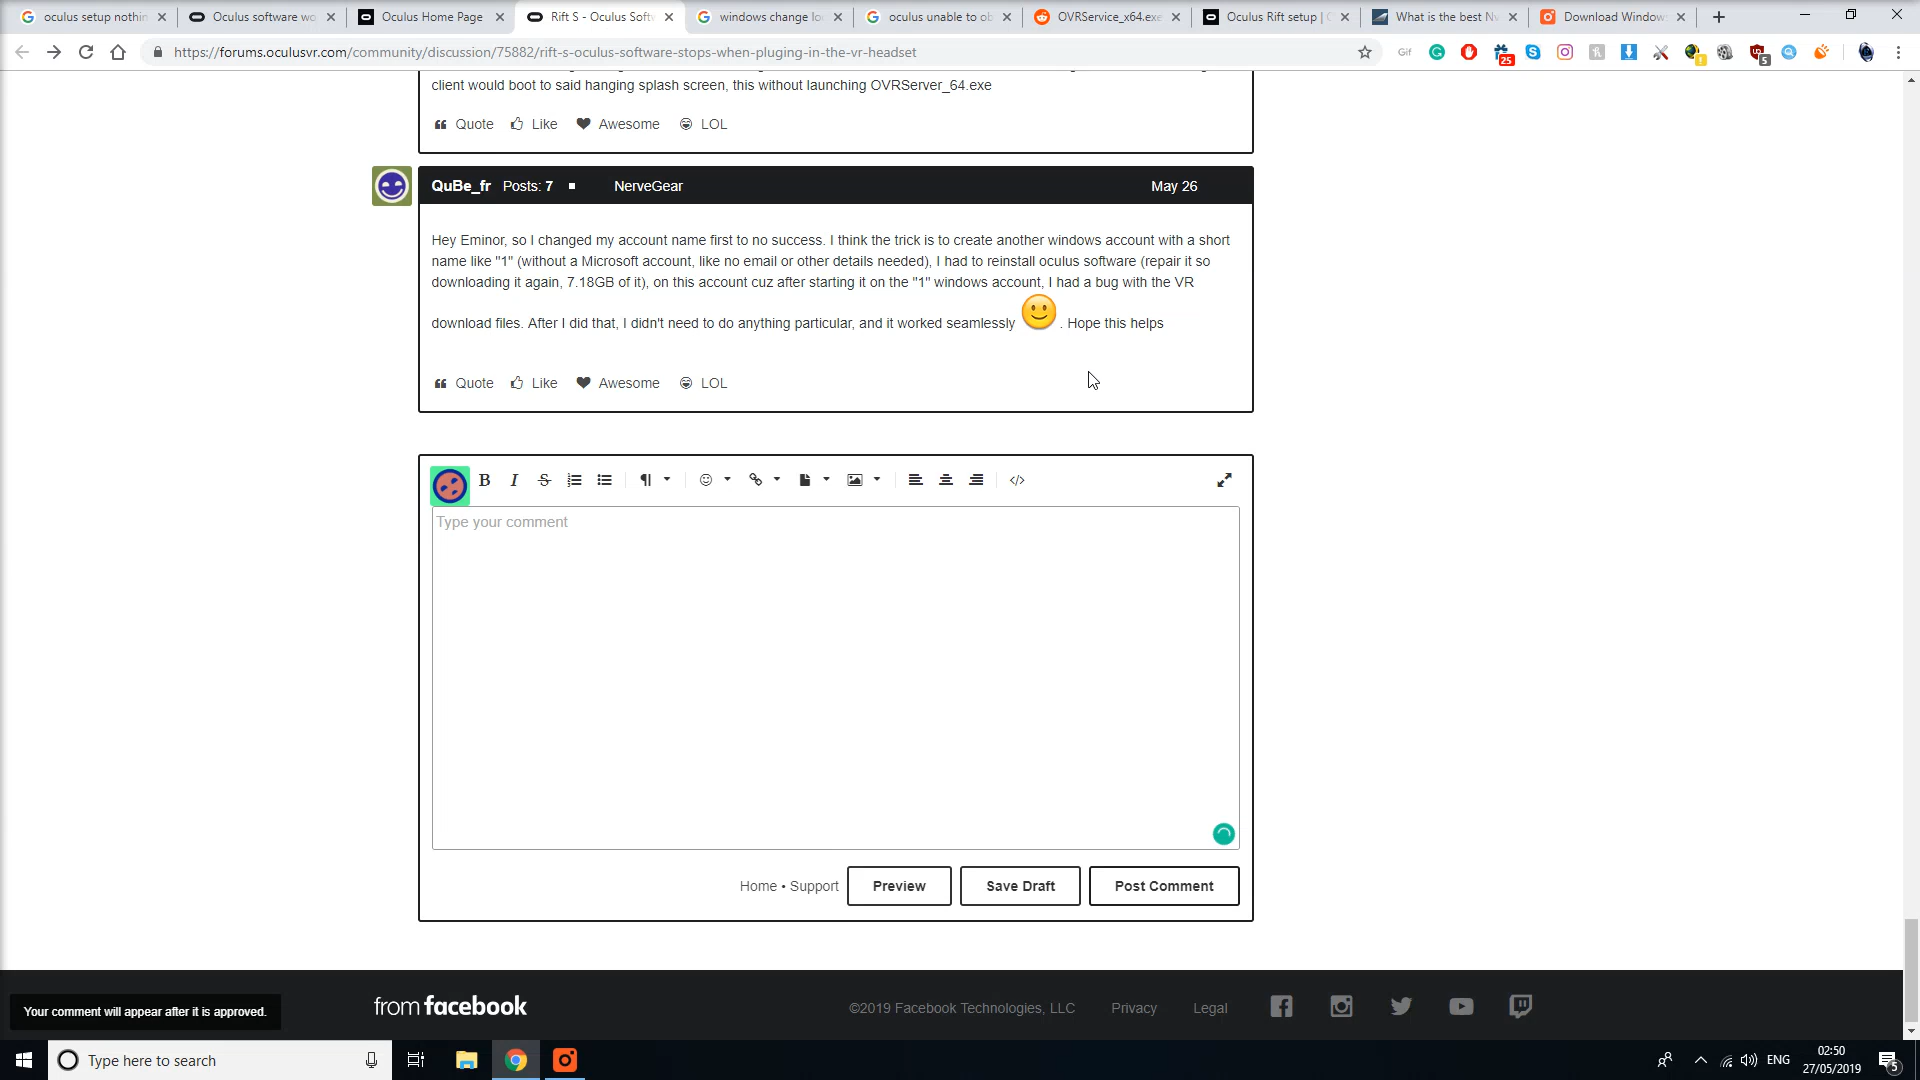 oculus setup nothin
Oculus software wo
Oculus Home Page
Rift S - Oculus Softw
windows change lo
oculus unable to ob
OVRService_x64.exe
Oculus Rift setup | O
What is the best Nv
Download Window
https://forums.oculusvr.com/community/discussion/75882/rift-s-oculus-software-stops-when-pluging-in-the-vr-headset
Gif
25
5
client would boot to said hanging splash screen, this without launching OVRServer_64.exe
Quote Like Awesome LOL
QuBe_fr Posts: 7 NerveGear May 26
Hey Eminor, so I changed my account name first to no success. I think the trick is to create another windows account with a short
name like "1" (without a Microsoft account, like no email or other details needed), I had to reinstall oculus software (repair it so
downloading it again, 7.18GB of it), on this account cuz after starting it on the "1" windows account, I had a bug with the VR
download files. After I did that, I didn't need to do anything particular, and it worked seamlessly . Hope this helps
Quote Like Awesome LOL
Type your comment
Home • Support Preview Save Draft Post Comment
Your comment will appear after it is approved.
from facebook
©2019 Facebook Technologies, LLC Privacy Legal
Type here to search
ENG
02:50
27/05/2019
5